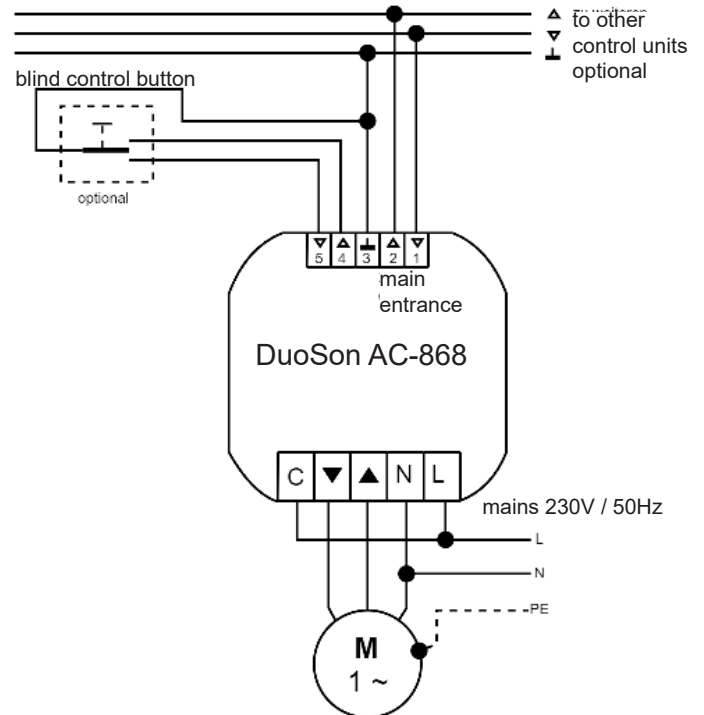 to other
control units
optional
blind control button
optional
5 4 3 2 1
main
entrance
DuoSon AC-868
C ▼ ▲ N L
mains 230V / 50Hz
L
N
PE
M
1 ~